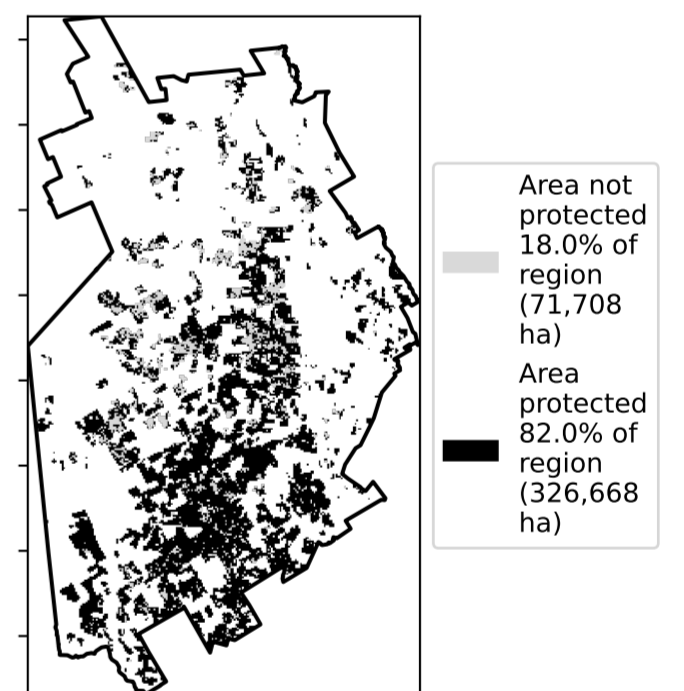 Area not
protected
18.0% of
region
(71,708
ha)
Area
protected
82.0% of
region
(326,668
ha)